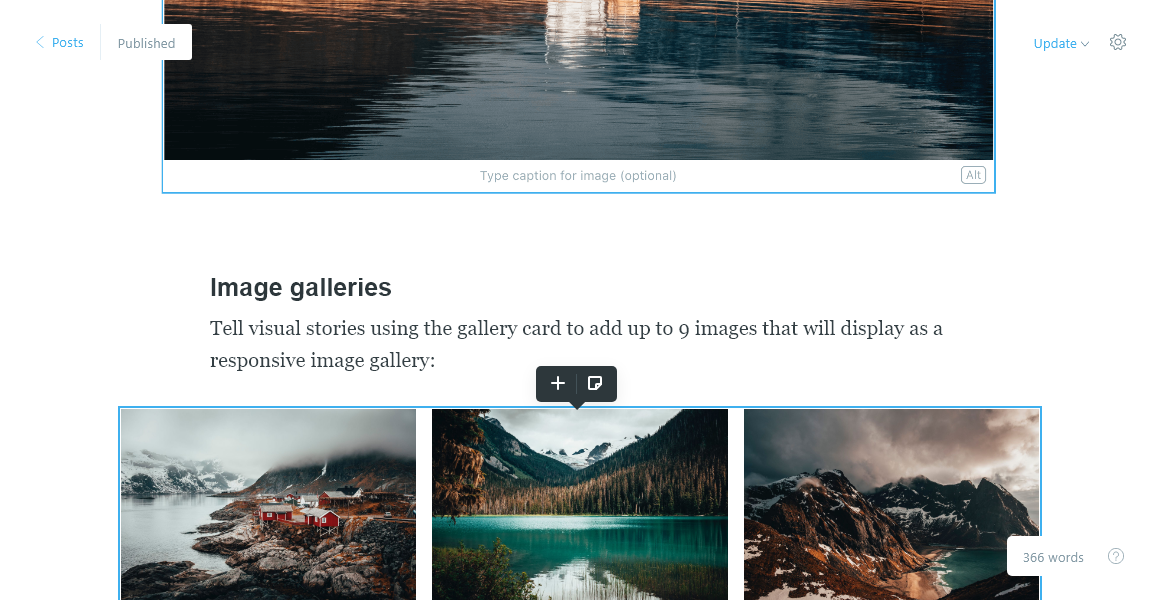 Posts
Published
Update
Type caption for image (optional)
Alt
Image galleries
Tell visual stories using the gallery card to add up to 9 images that will display as a
responsive image gallery:
366 words
?